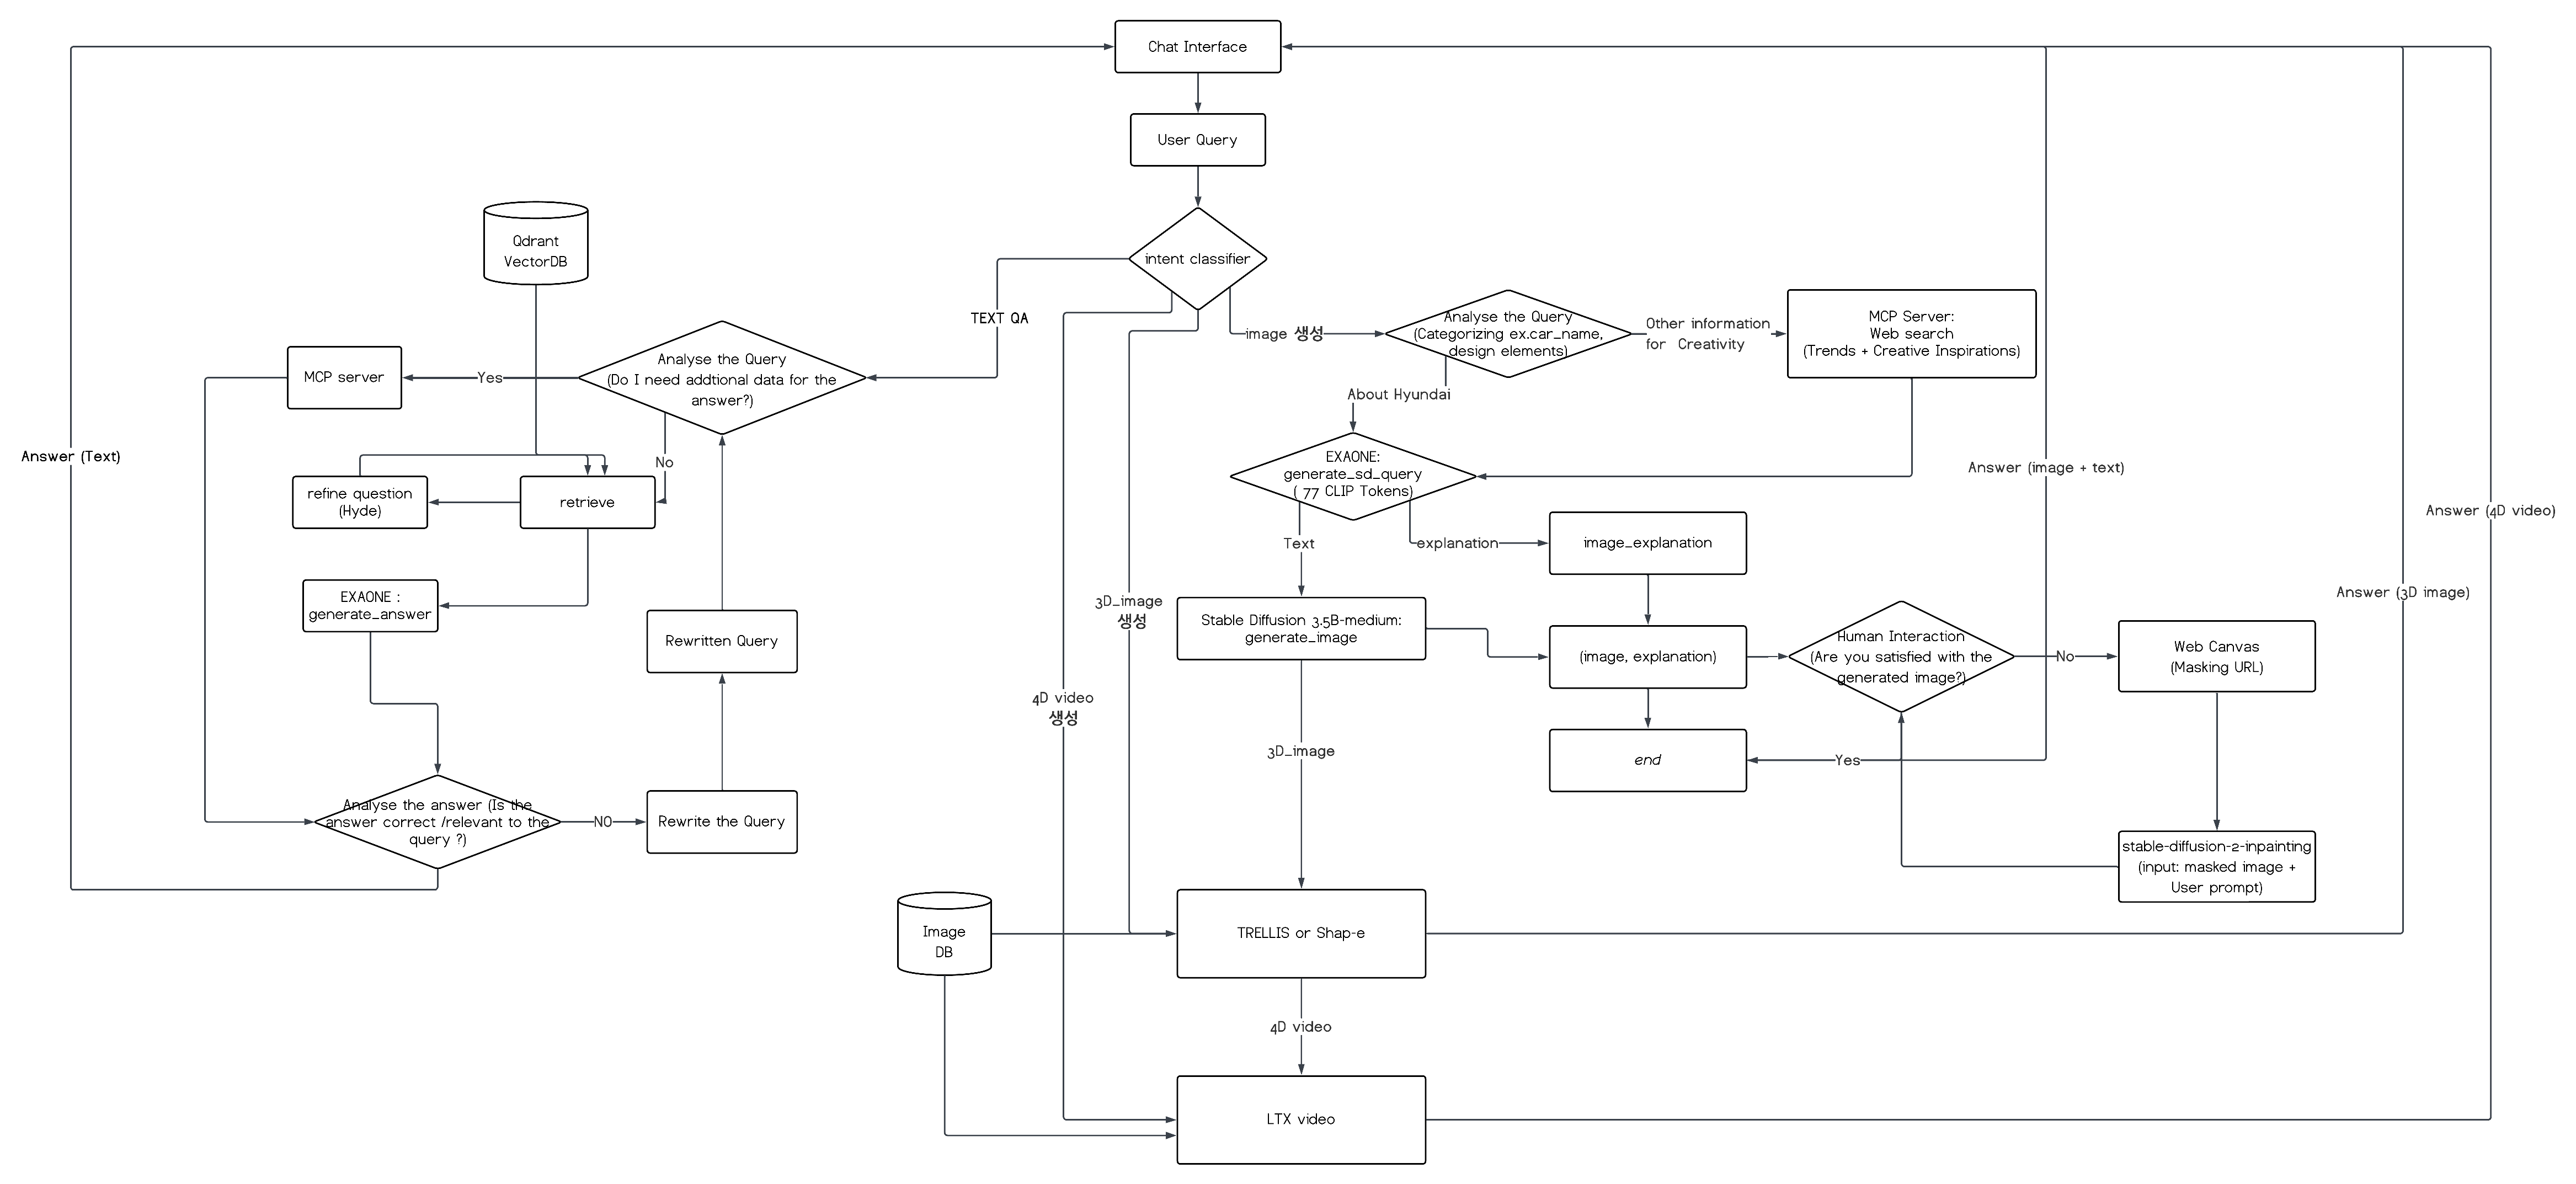 Chat Interface
User Query
Qdrant
VectorDB
intent classifier
TEXT QA
image 생성
Analyse the Query
(Categorizing ex.car_name,
design elements)
Other information
for Creativity
MCP Server:
Web search
(Trends + Creative Inspirations)
Analyse the Query
(Do I need addtional data for the
answer?)
Yes
MCP server
About Hyundai
Answer (Text)
No
EXAONE:
generate_sd_query
( 77 CLIP Tokens)
Answer (image + text)
refine question
(Hyde)
retrieve
Answer (4D video)
Text
explanation
image_explanation
EXAONE :
generate_answer
3D_image
생성
Answer (3D image)
Stable Diffusion 3.5B-medium:
generate_image
Rewritten Query
(image, explanation)
Human Interaction
(Are you satisfied with the
generated image?)
No
Web Canvas
(Masking URL)
4D video
생성
3D_image
end
Yes
Analyse the answer (Is the
answer correct /relevant to the
query ?)
NO
Rewrite the Query
stable-diffusion-2-inpainting
(input: masked image +
User prompt)
Image
DB
TRELLIS or Shap-e
4D video
LTX video